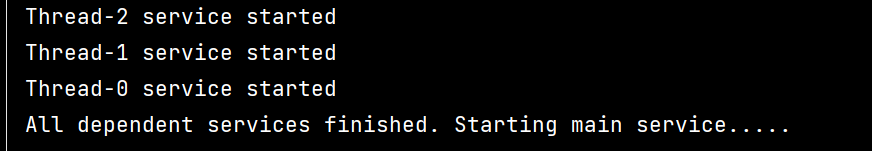 Thread-2 service started
Thread-1 service started
Thread-0 service started
All dependent services finished. Starting main service.....